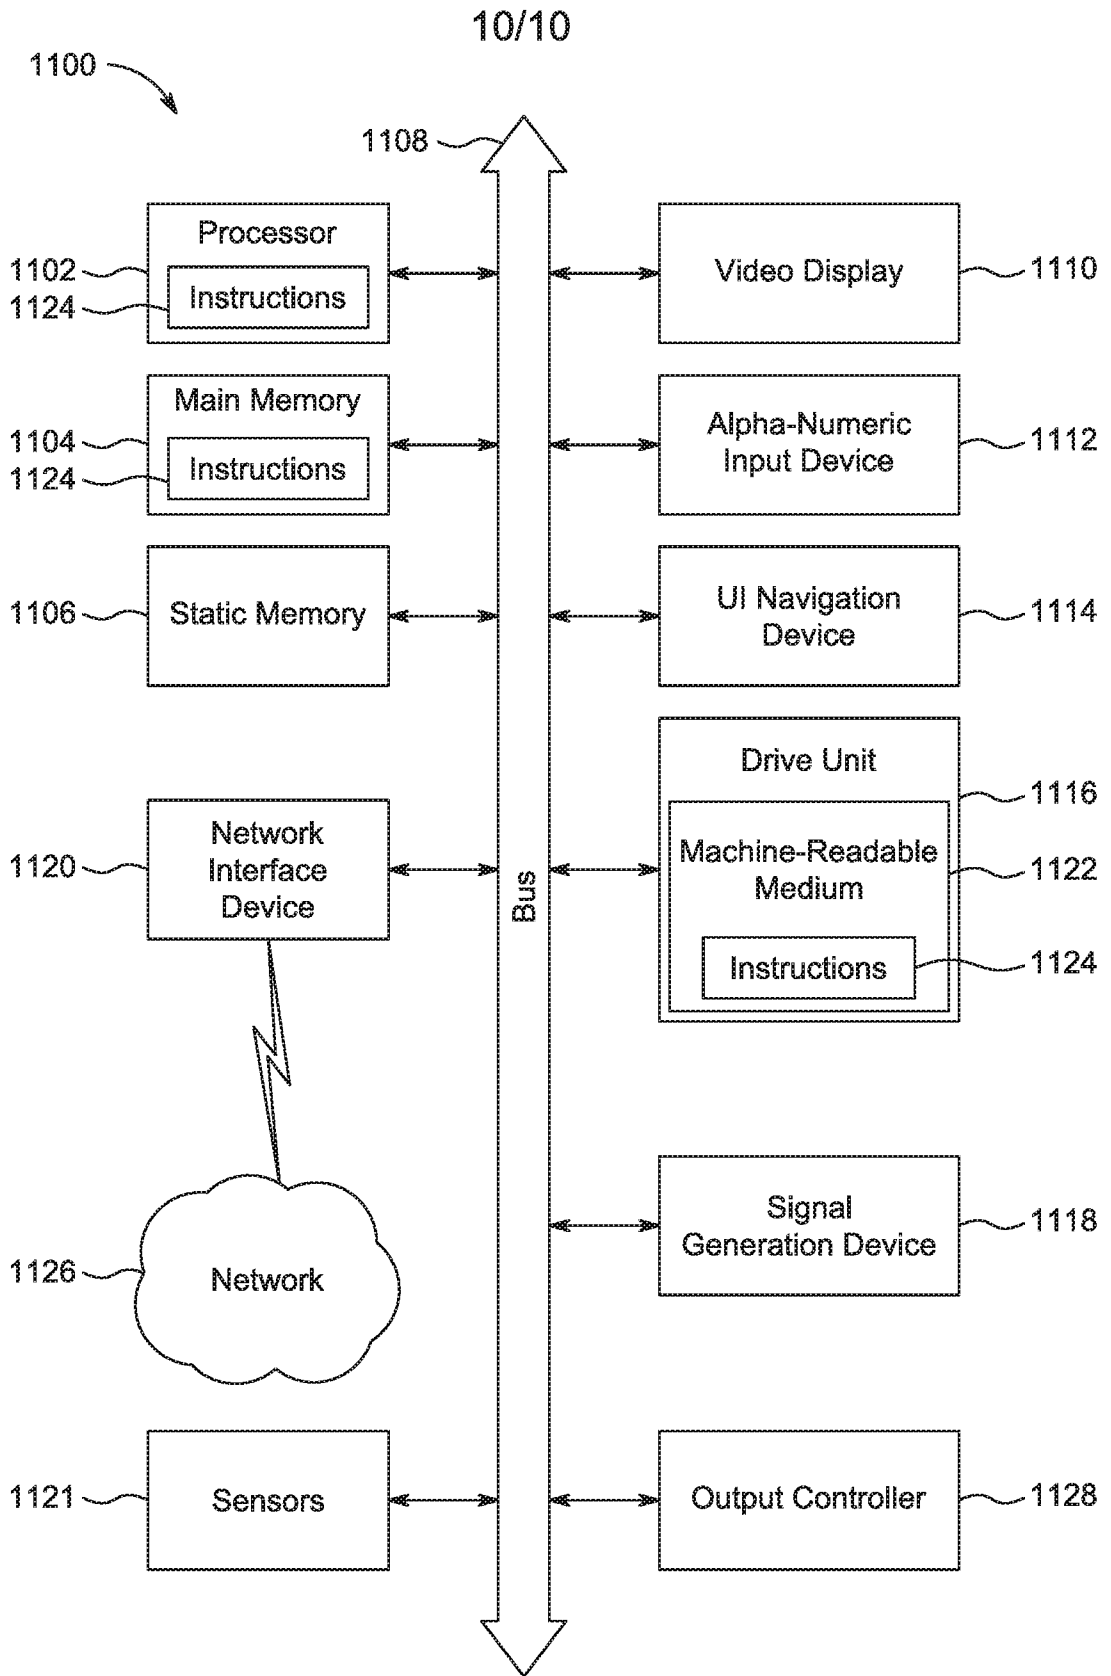 10/10
1100
1108
Processor
1102
Instructions
1124
Video Display
1110
Main Memory
1104
Instructions
1124
Alpha-Numeric
Input Device
1112
1106
Static Memory
UI Navigation
Device
1114
Drive Unit
1116
Machine-Readable
Medium
1122
Instructions
1124
1120
Network
Interface
Device
Bus
Signal
Generation Device
1118
1126
Network
1121
Sensors
Output Controller
1128